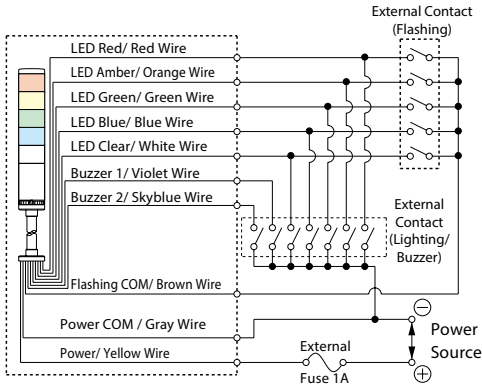 External Contact
(Flashing)
LED Red/ Red Wire
LED Amber/ Orange Wire
LED Green/ Green Wire
LED Blue/ Blue Wire
LED Clear/ White Wire
Buzzer 1/ Violet Wire
Buzzer 2/ Skyblue Wire
External
Contact
(Lighting/
Buzzer)
Flashing COM/ Brown Wire
Power COM / Gray Wire
Power/ Yellow Wire
External
Fuse 1A
−
Power
Source
+